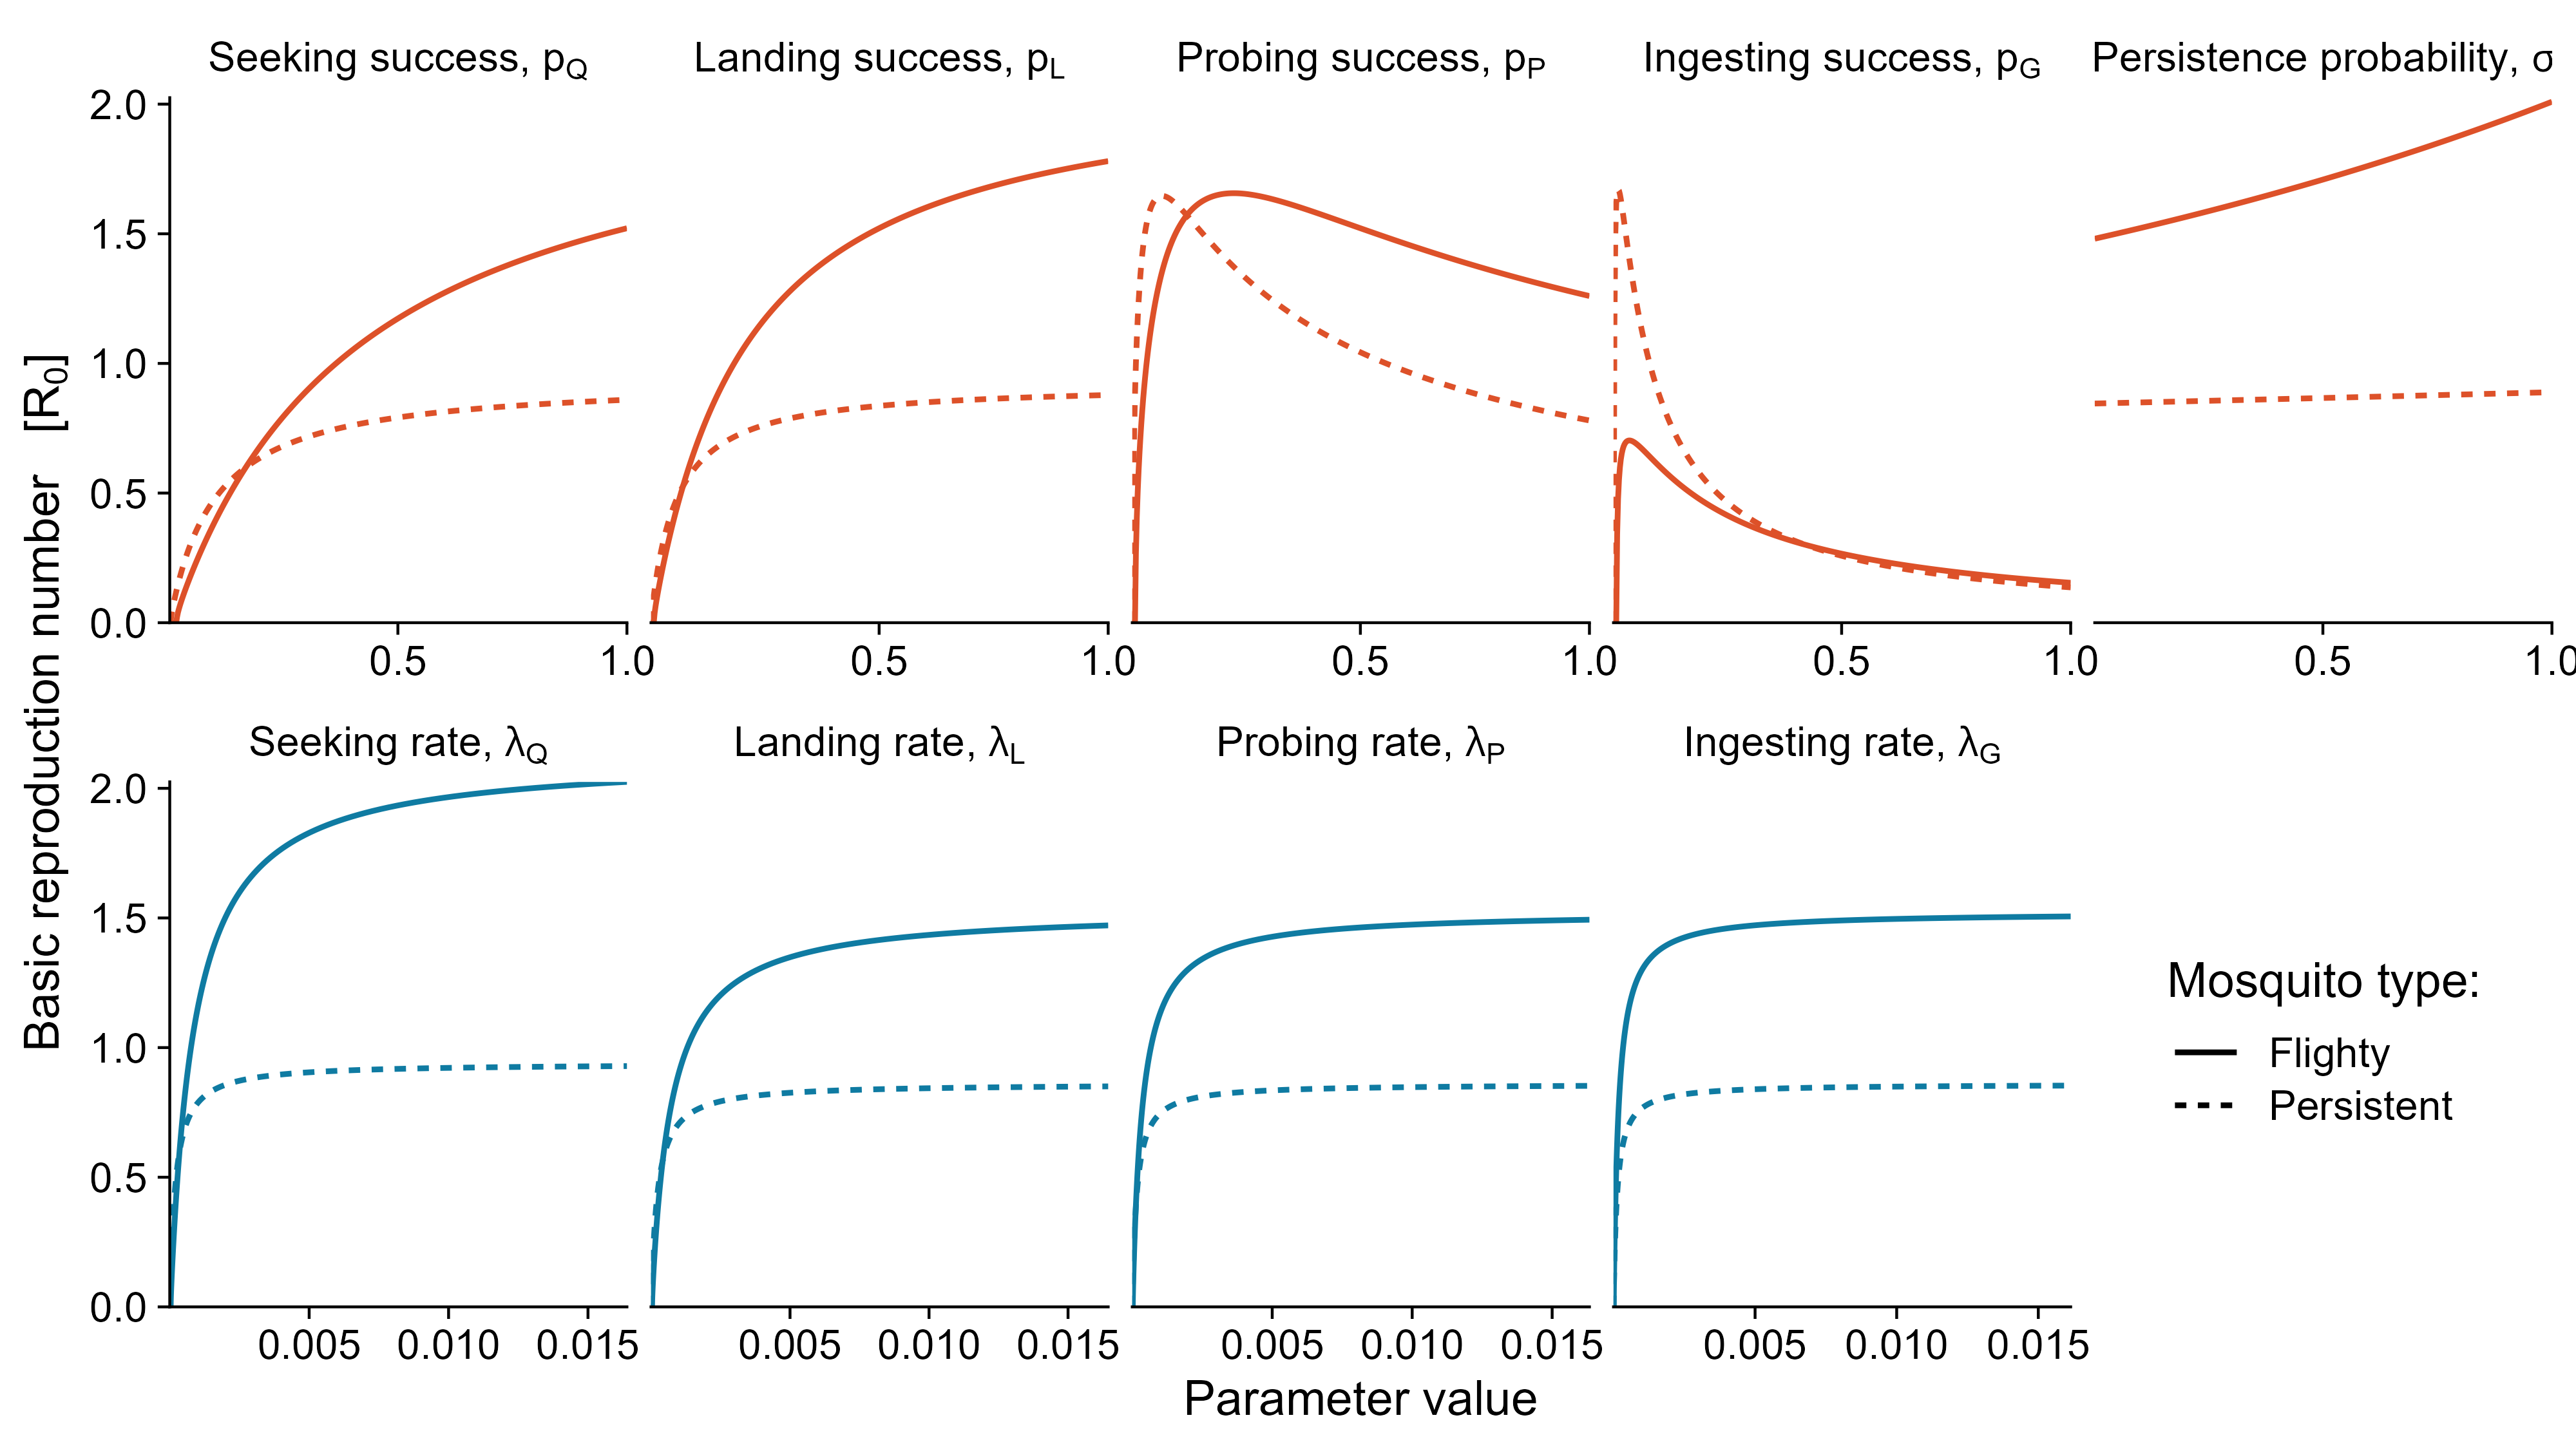 Seeking success, pQ
Landing success, pL
Probing success, pP
Ingesting success, pG
Persistence probability, σ
2.0
1.5
1.0
0.5
0.0
0.5 1.0
0.5 1.0
0.5 1.0
0.5 1.0
0.5 1.0
Basic reproduction number [R0]
Seeking rate, λQ
Landing rate, λL
Probing rate, λP
Ingesting rate, λG
2.0
1.5
1.0
0.5
0.0
0.005 0.010 0.015
0.005 0.010 0.015
0.005 0.010 0.015
0.005 0.010 0.015
Parameter value
Mosquito type:
Flighty
Persistent